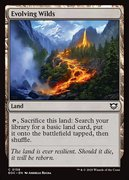 Evolving Wilds
Land
, Sacrifice this land: Search your
library for a basic land card, put
it onto the battlefield tapped, then
shuffle.
The land is ever resilient. Should it
die, it will be reborn.